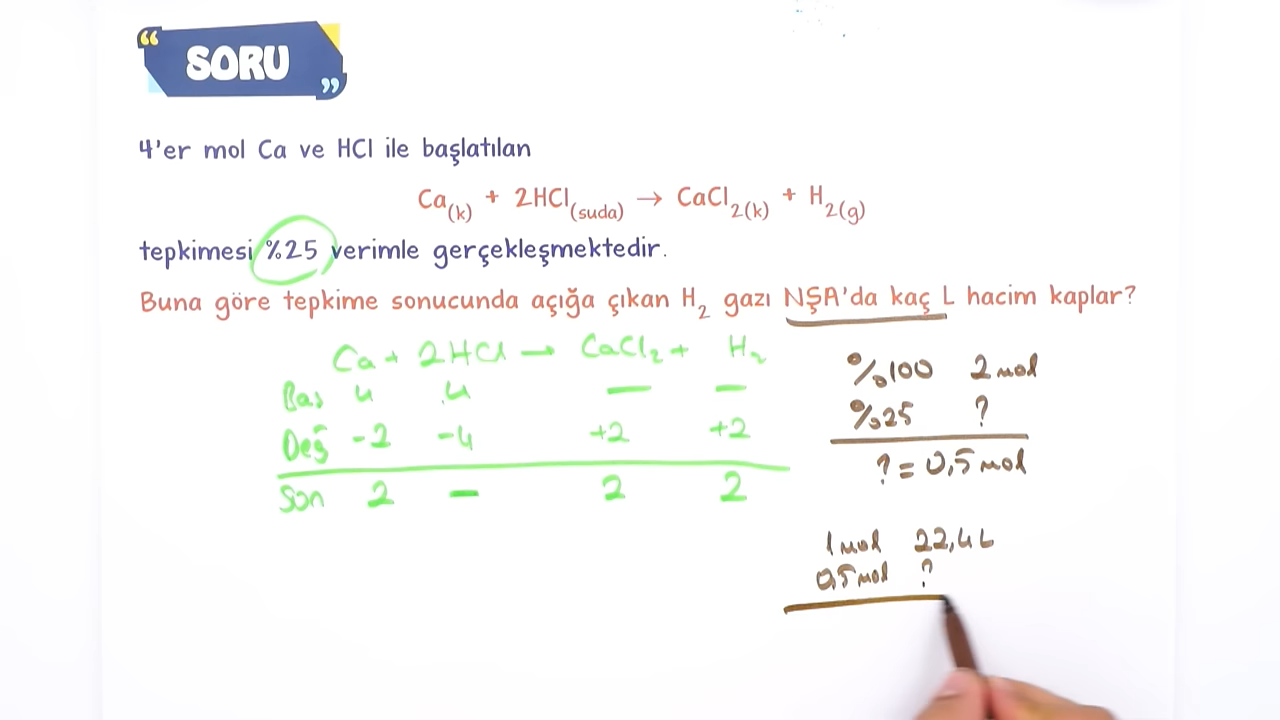 SORU
4'er mol Ca ve HCl ile başlatılan
Ca(k) + 2HCl(suda) → CaCl2(k) + H2(g)
tepkimesi %25 verimle gerçekleşmektedir.
Buna göre tepkime sonucunda açığa çıkan H2 gazı NŞA'da kaç L hacim kaplar?
Ca + 2HCl → CaCl2 + H2
Baş 4 4 — —
Değ -2 -4 +2 +2
Son 2 — 2 2
%100 2 mol
%25 ?
? = 0,5 mol
1 mol 22,4 L
0,5 mol ?